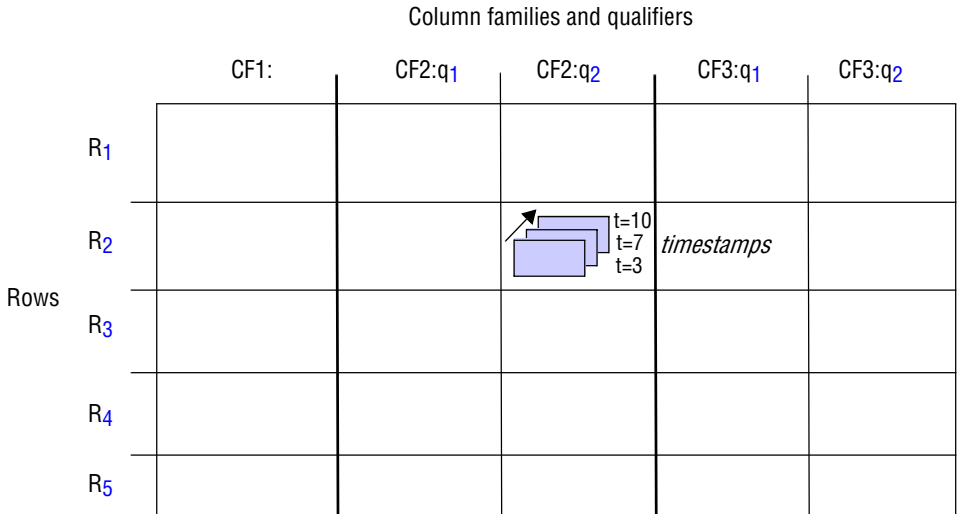 Column families and qualifiers
CF1: CF2:q1 CF2:q2 CF3:q1 CF3:q2
R1
t=10
R2 t=7 timestamps
t=3
Rows
R3
R4
R5